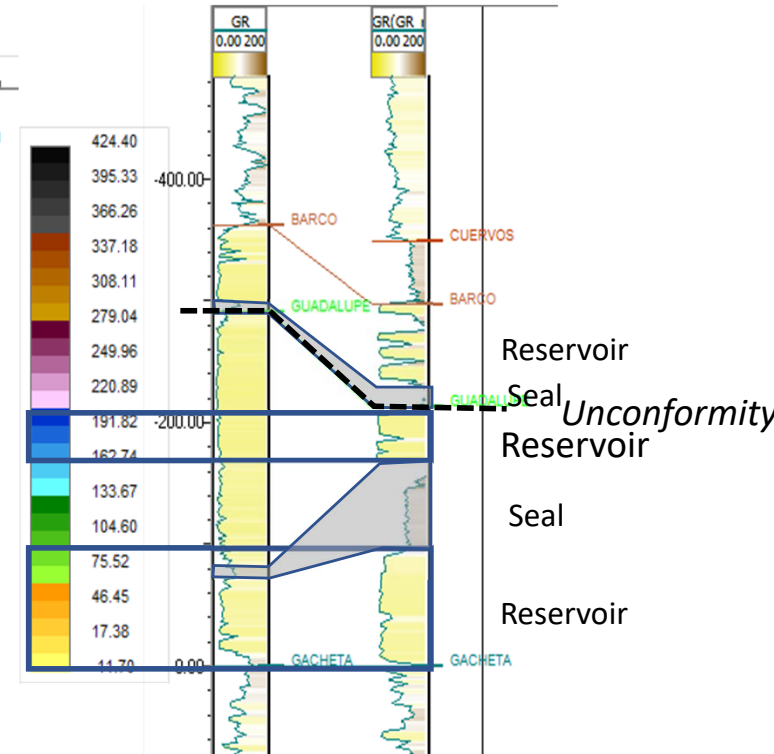 GR
0.00 200
GR(GR_
0.00 200
424.40
395.33
366.26
337.18
308.11
279.04
249.96
220.89
191.82
162.74
133.67
104.60
75.52
46.45
17.38
-11.70
-400.00
-200.00
0.00
BARCO
GUADALUPE
GACHETA
CUERVOS
BARCO
GUADALUPE
GACHETA
Reservoir
Seal
Unconformity
Reservoir
Seal
Reservoir